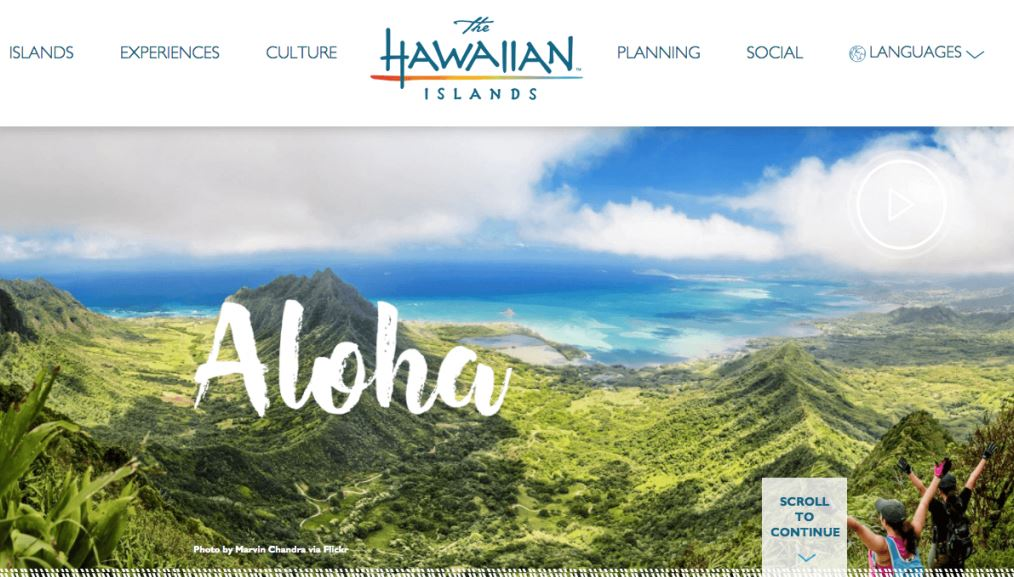 ISLANDS
EXPERIENCES
CULTURE
The
HAWAIIAN
ISLANDS
PLANNING
SOCIAL
LANGUAGES
Aloha
SCROLL
TO
CONTINUE
Photo by Marvin Chandra via Flickr